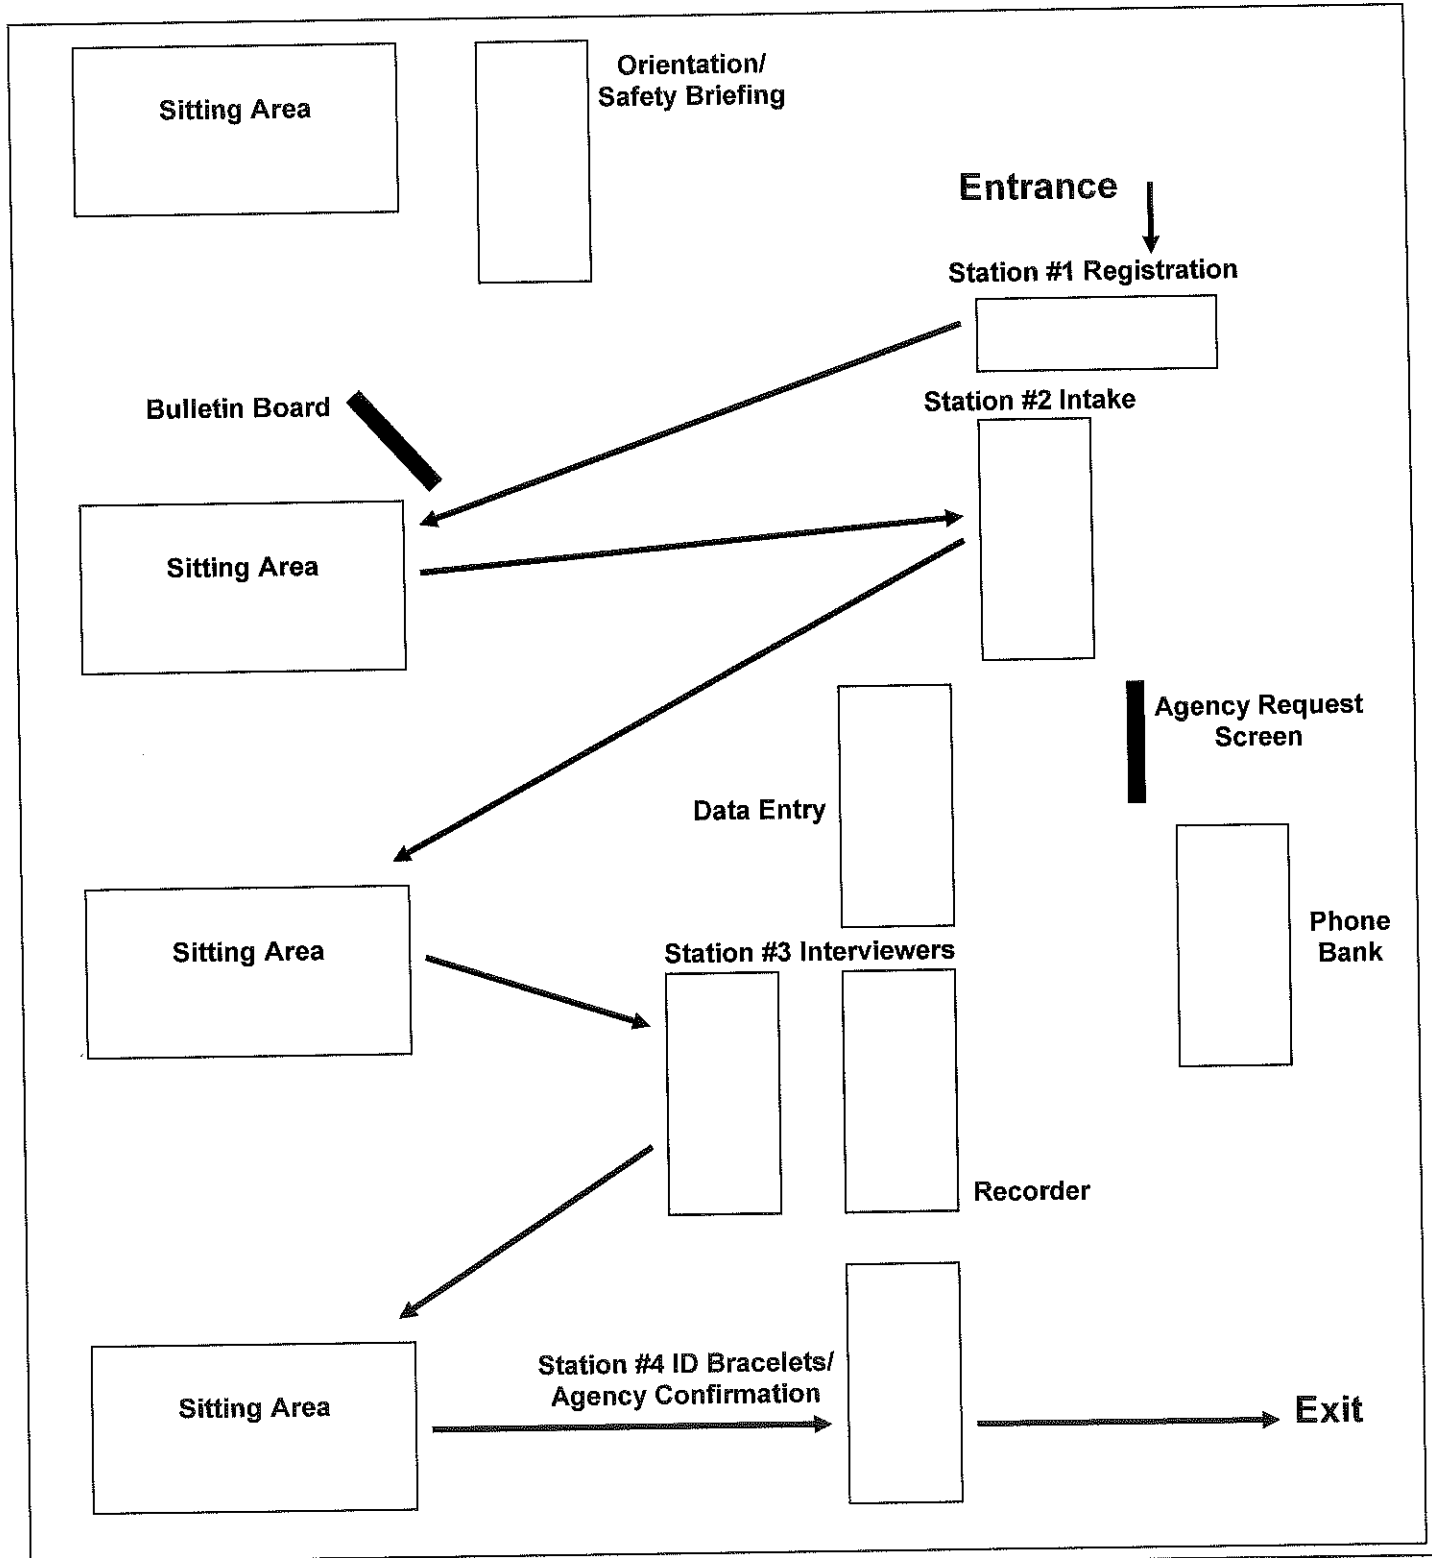 Sitting Area
Orientation/
Safety Briefing
Entrance
Station #1 Registration
Bulletin Board
Station #2 Intake
Sitting Area
Agency Request
Screen
Data Entry
Phone
Bank
Sitting Area
Station #3 Interviewers
Recorder
Sitting Area
Station #4 ID Bracelets/
Agency Confirmation
Exit